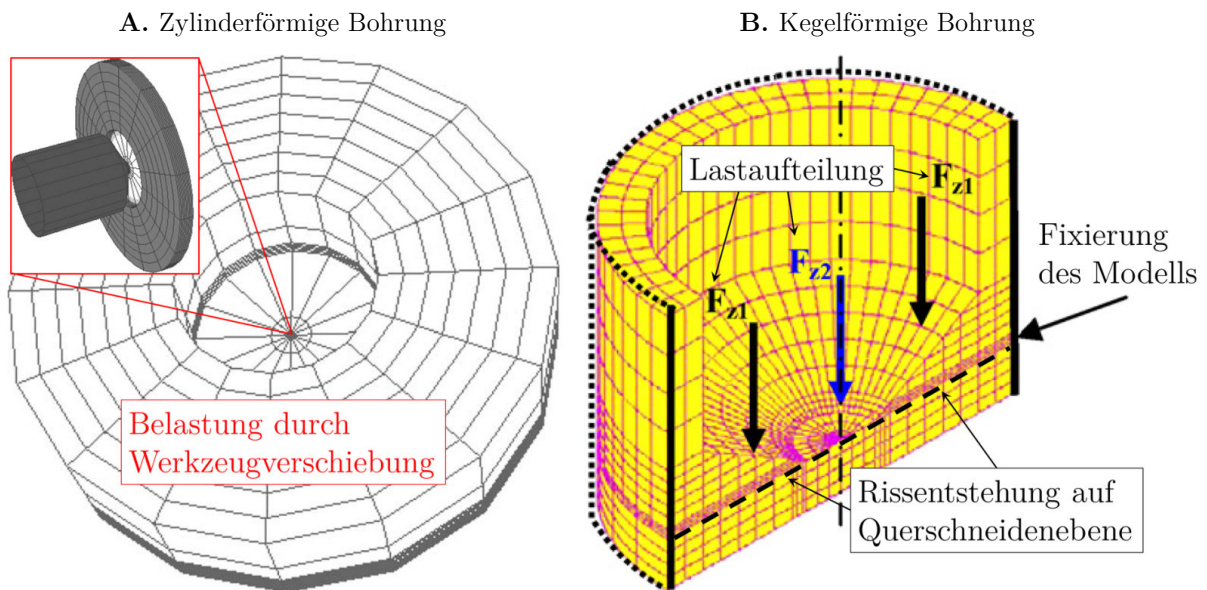 A. Zylinderförmige Bohrung
Belastung durch
Werkzeugverschiebung
B. Kegelförmige Bohrung
Lastaufteilung
Fz1
Fz2
Fz1
Fixierung
des Modells
Rissentstehung auf
Querschneidenebene